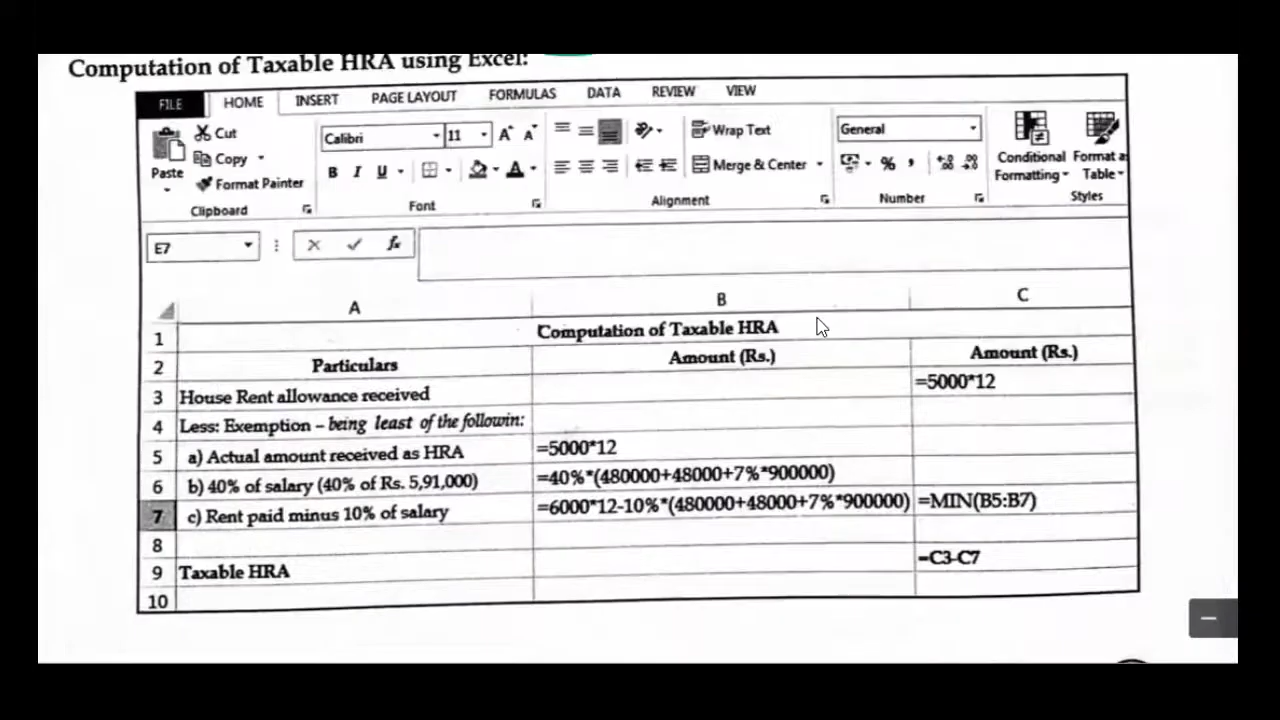 Computation of Taxable HRA using Excel:
FILE HOME INSERT PAGE LAYOUT FORMULAS DATA REVIEW VIEW
Cut
Copy
Format Painter
Paste
Clipboard
Calibri 11 A A
B I U A
Font
Wrap Text
Merge & Center
Alignment
General
% ,
Number
Conditional Formatting
Format as Table
Styles
E7 fx
A B C
1 Computation of Taxable HRA
2 Particulars Amount (Rs.) Amount (Rs.)
3 House Rent allowance received =5000*12
4 Less: Exemption – being least of the followin:
5 a) Actual amount received as HRA =5000*12
6 b) 40% of salary (40% of Rs. 5,91,000) =40%*(480000+48000+7%*900000)
7 c) Rent paid minus 10% of salary =6000*12-10%*(480000+48000+7%*900000) =MIN(B5:B7)
8
9 Taxable HRA =C3-C7
10